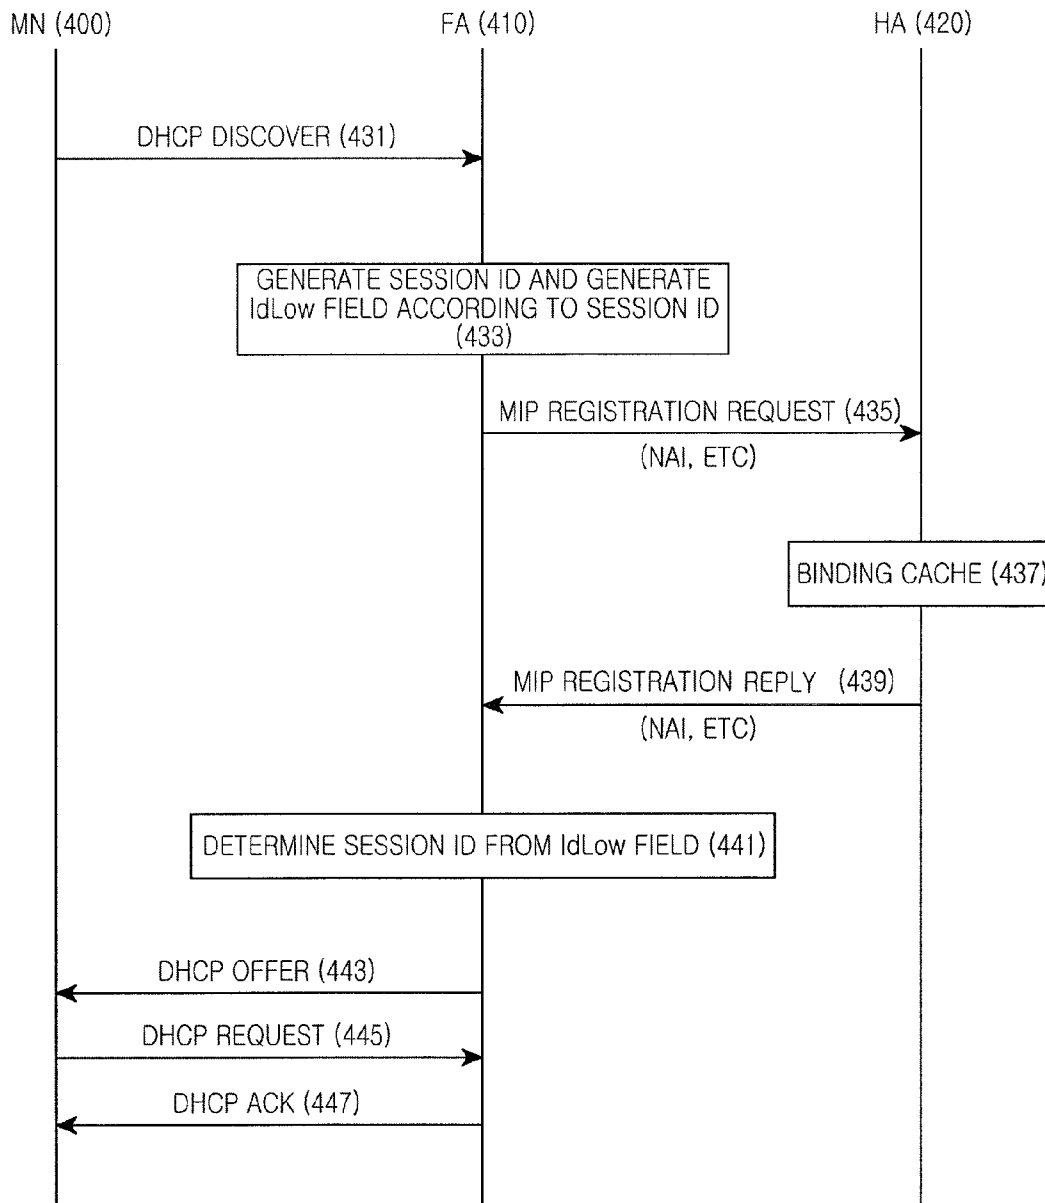 MN (400)
FA (410)
HA (420)
DHCP DISCOVER (431)
GENERATE SESSION ID AND GENERATE
IdLow FIELD ACCORDING TO SESSION ID
(433)
MIP REGISTRATION REQUEST (435)
(NAI, ETC)
BINDING CACHE (437)
MIP REGISTRATION REPLY (439)
(NAI, ETC)
DETERMINE SESSION ID FROM IdLow FIELD (441)
DHCP OFFER (443)
DHCP REQUEST (445)
DHCP ACK (447)